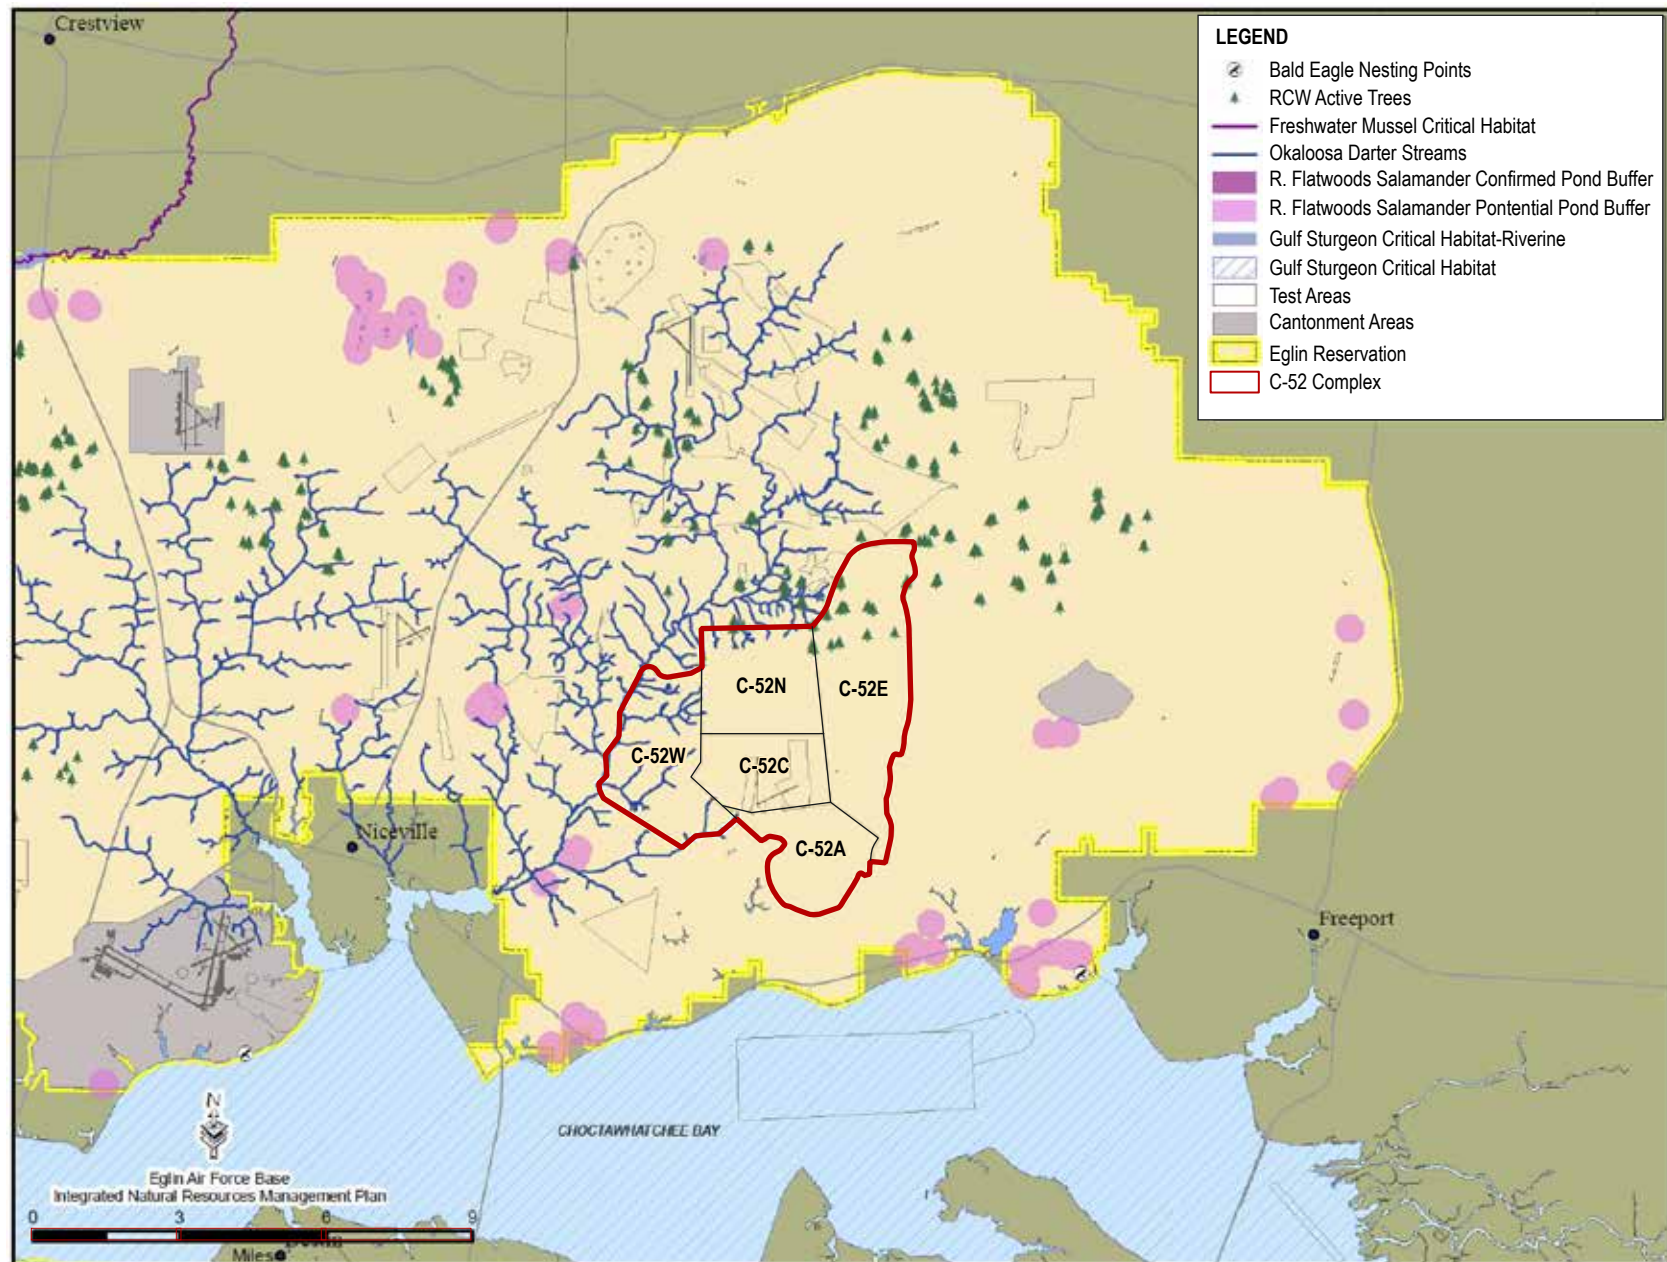 Crestview
LEGEND
Bald Eagle Nesting Points
RCW Active Trees
Freshwater Mussel Critical Habitat
Okaloosa Darter Streams
R. Flatwoods Salamander Confirmed Pond Buffer
R. Flatwoods Salamander Pontential Pond Buffer
Gulf Sturgeon Critical Habitat-Riverine
Gulf Sturgeon Critical Habitat
Test Areas
Cantonment Areas
Eglin Reservation
C-52 Complex
C-52N
C-52E
C-52W
C-52C
C-52A
Niceville
Freeport
CHOCTAWHATCHEE BAY
N
Eglin Air Force Base
Integrated Natural Resources Management Plan
0 3 6 9
Miles